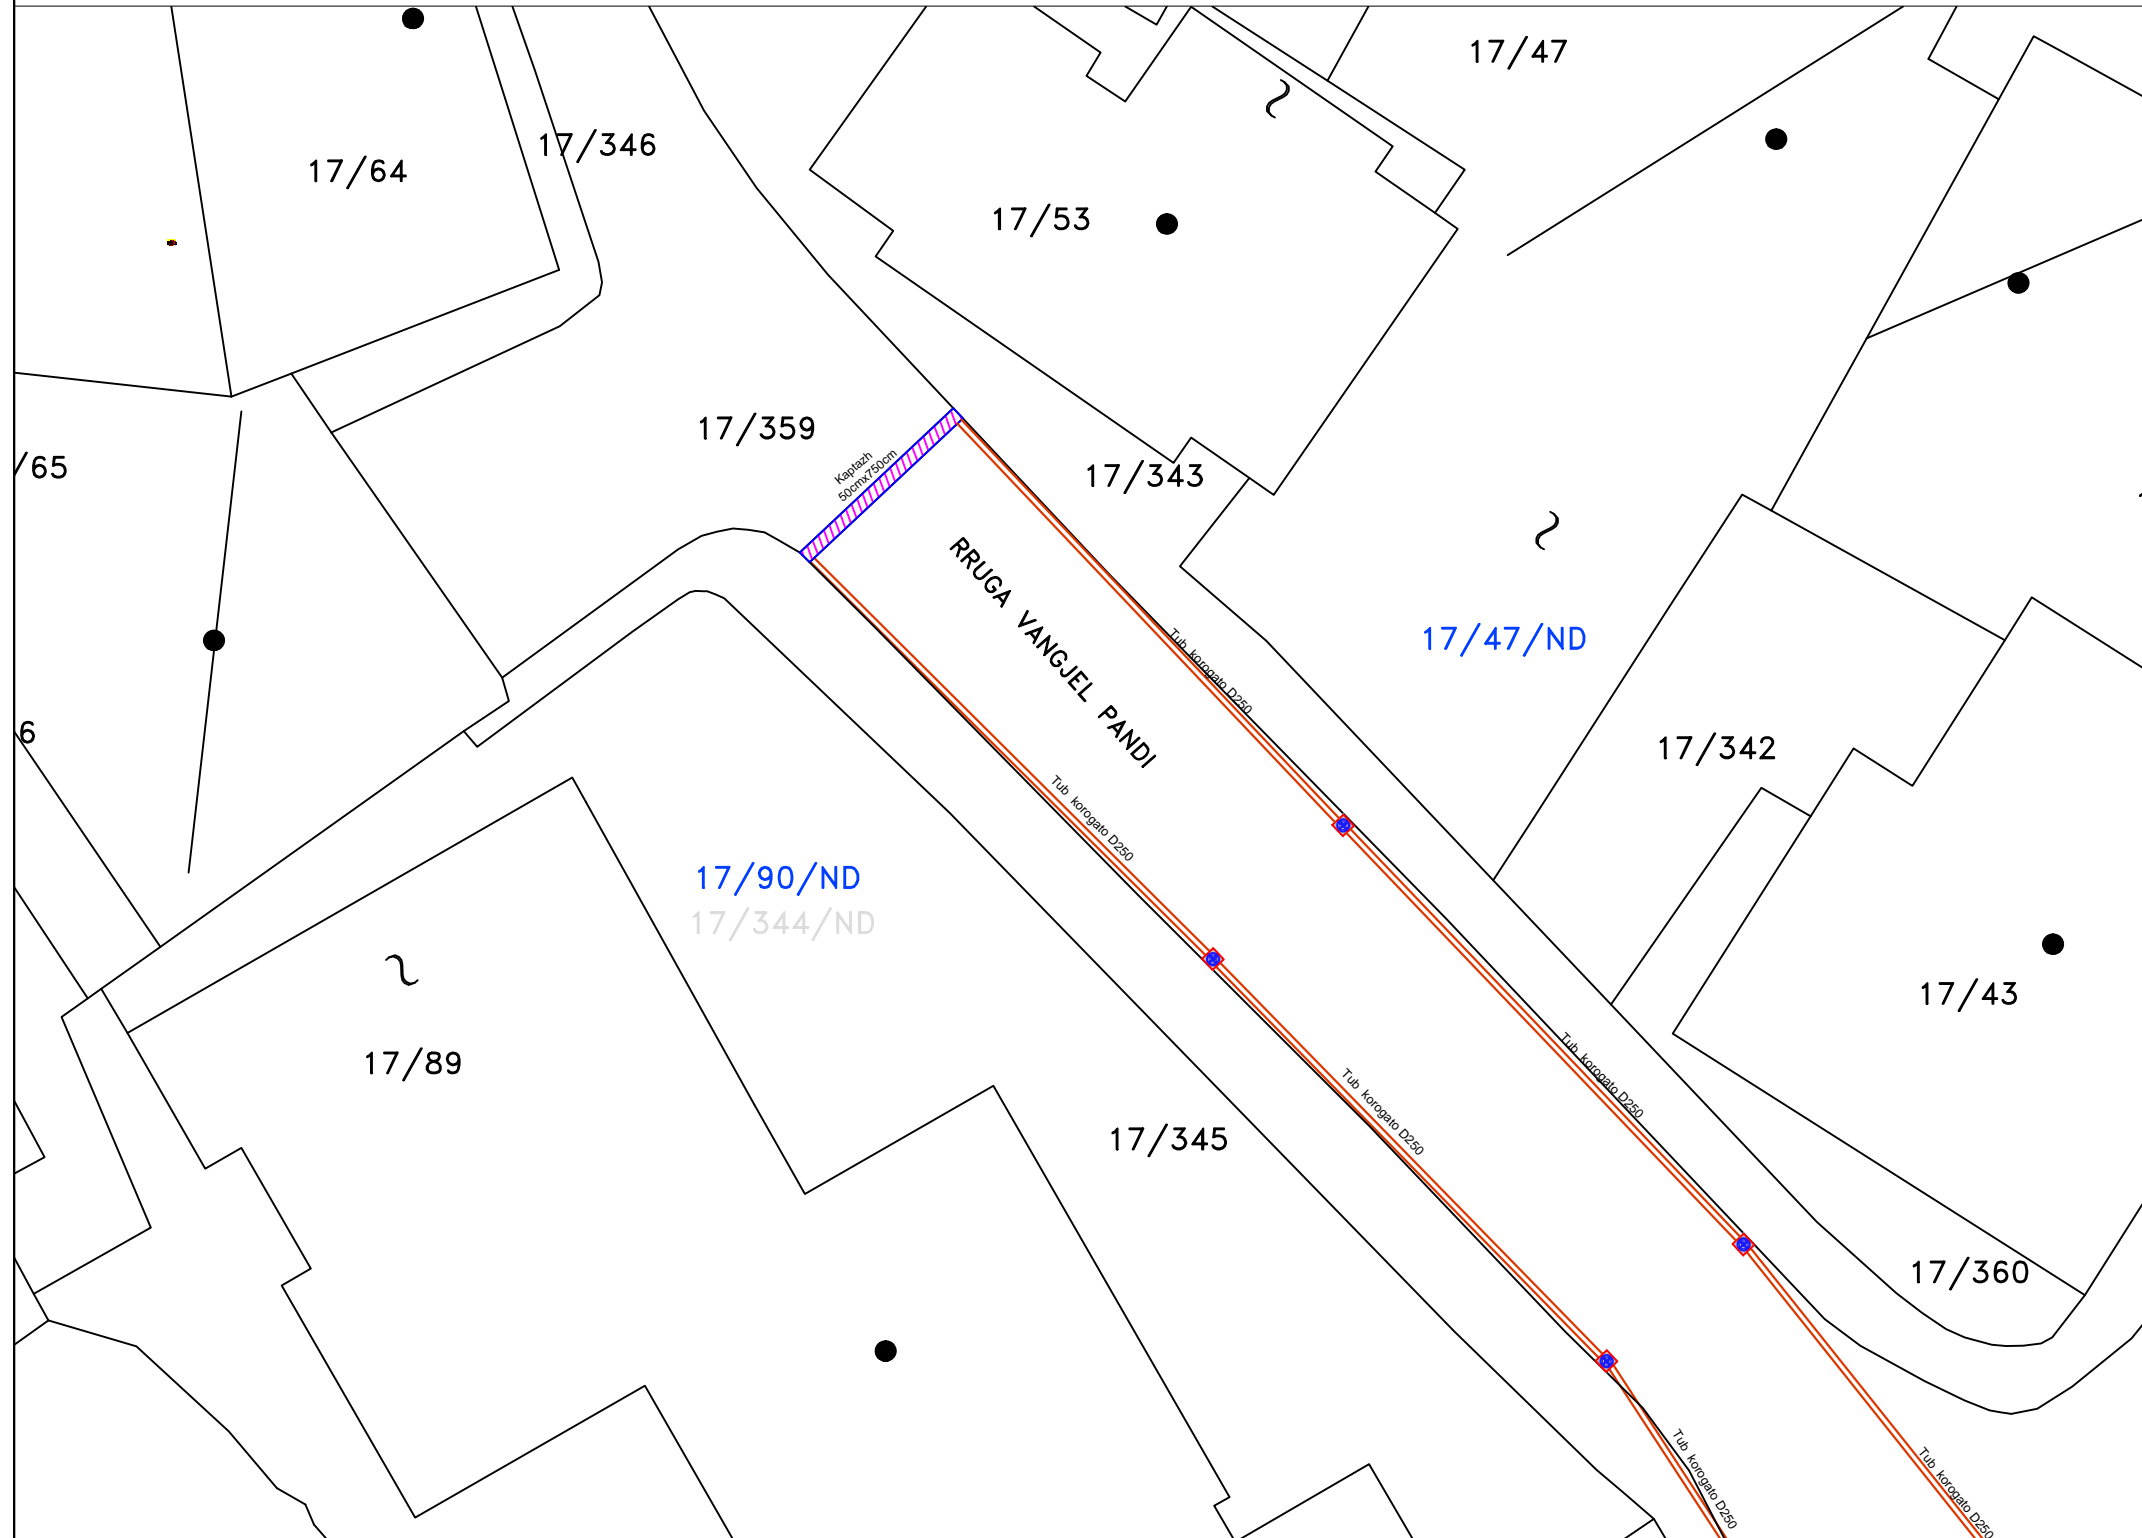 17/47
17/346
17/64
17/53
17/359
/65
Kaptazh
50cmx750cm
17/343
RRUGA VANGJEL PANDI
17/47/ND
Tub korogato D250
6
17/342
Tub korogato D250
17/90/ND
17/344/ND
17/43
17/89
Tub korogato D250
Tub korogato D250
17/345
17/360
Tub korogato D250
Tub korogato D250